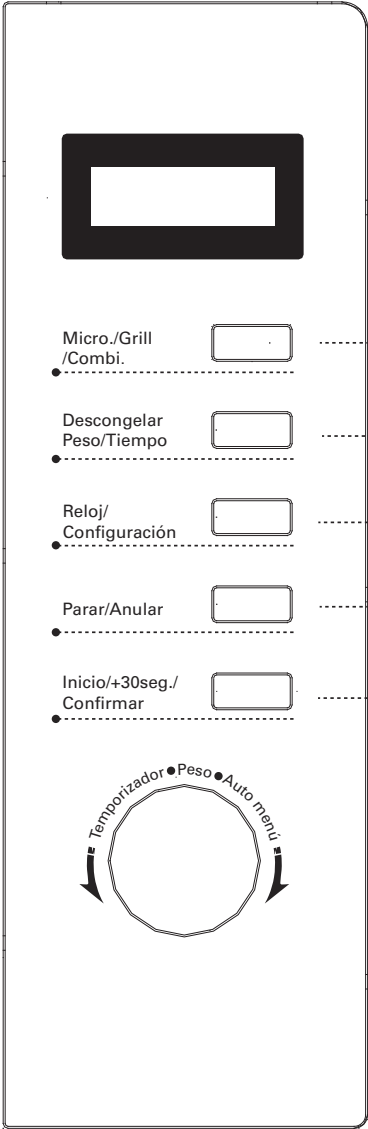 Micro./Grill
/Combi.
Descongelar
Peso/Tiempo
Reloj/
Configuración
Parar/Anular
Inicio/+30seg./
Confirmar
Temporizador●Peso●Auto menú